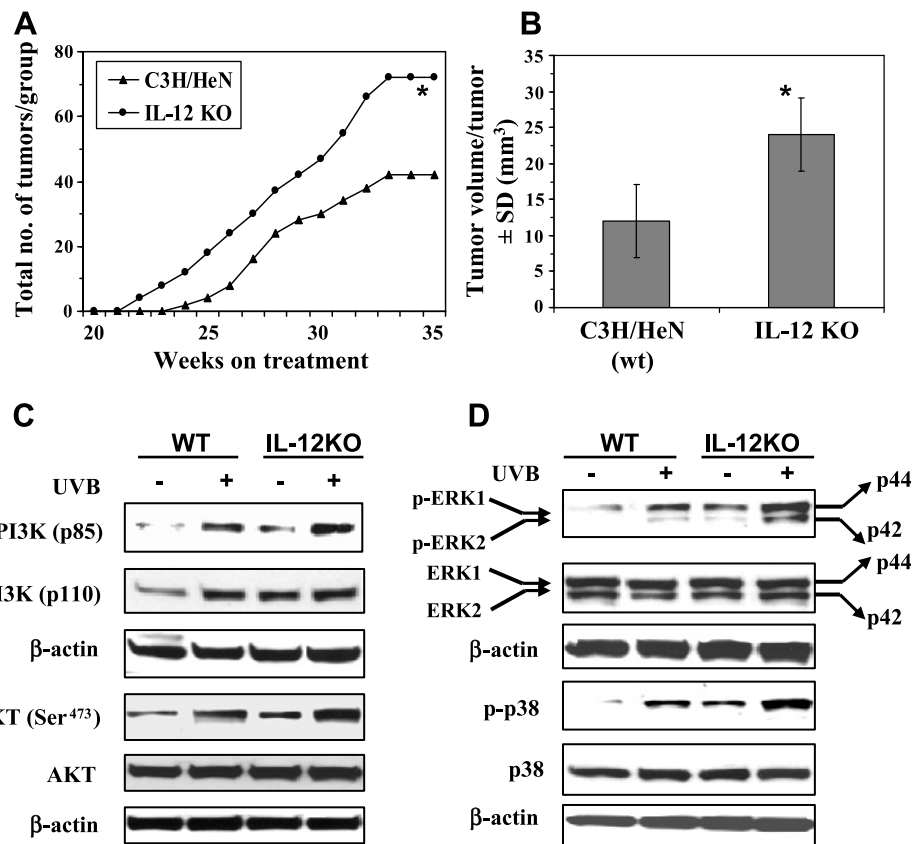 A
Total no. of tumors/group
80
60
40
20
0
C3H/HeN
IL-12 KO
*
20 25 30 35
Weeks on treatment
B
Tumor volume/tumor
± SD (mm³)
40
35
30
25
20
15
10
5
0
*
C3H/HeN
(wt)
IL-12 KO
C
WT IL-12KO
UVB - + - +
PI3K (p85)
I3K (p110)
β-actin
KT (Ser⁴⁷³)
AKT
β-actin
D
WT IL-12KO
UVB - + - +
p-ERK1 p44
p-ERK2 p42
ERK1 p44
ERK2 p42
β-actin
p-p38
p38
β-actin